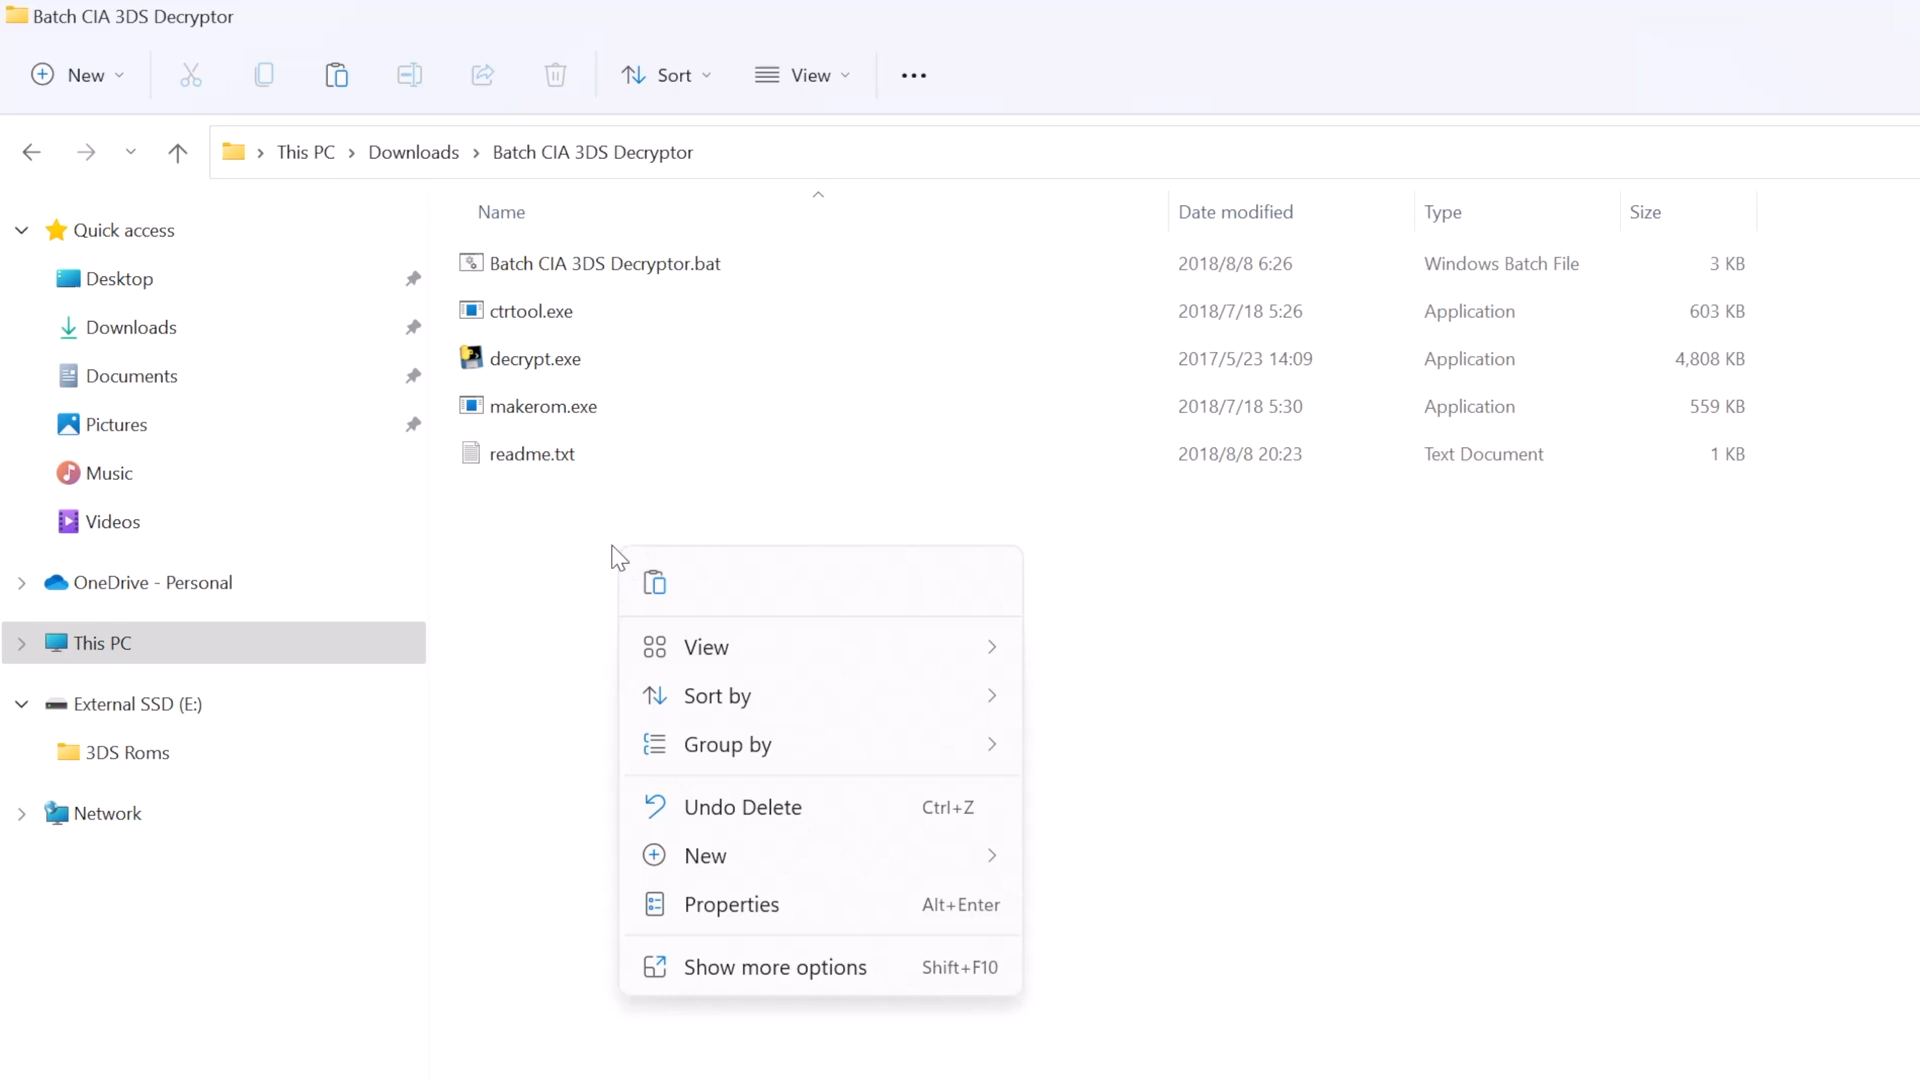 Batch CIA 3DS Decryptor
New
Sort
View
This PC > Downloads > Batch CIA 3DS Decryptor
Name Date modified Type Size
Quick access
Desktop
Downloads
Documents
Pictures
Music
Videos
OneDrive - Personal
This PC
External SSD (E:)
3DS Roms
Network
Batch CIA 3DS Decryptor.bat 2018/8/8 6:26 Windows Batch File 3 KB
ctrtool.exe 2018/7/18 5:26 Application 603 KB
decrypt.exe 2017/5/23 14:09 Application 4,808 KB
makerom.exe 2018/7/18 5:30 Application 559 KB
readme.txt 2018/8/8 20:23 Text Document 1 KB
View
Sort by
Group by
Undo Delete Ctrl+Z
New
Properties Alt+Enter
Show more options Shift+F10